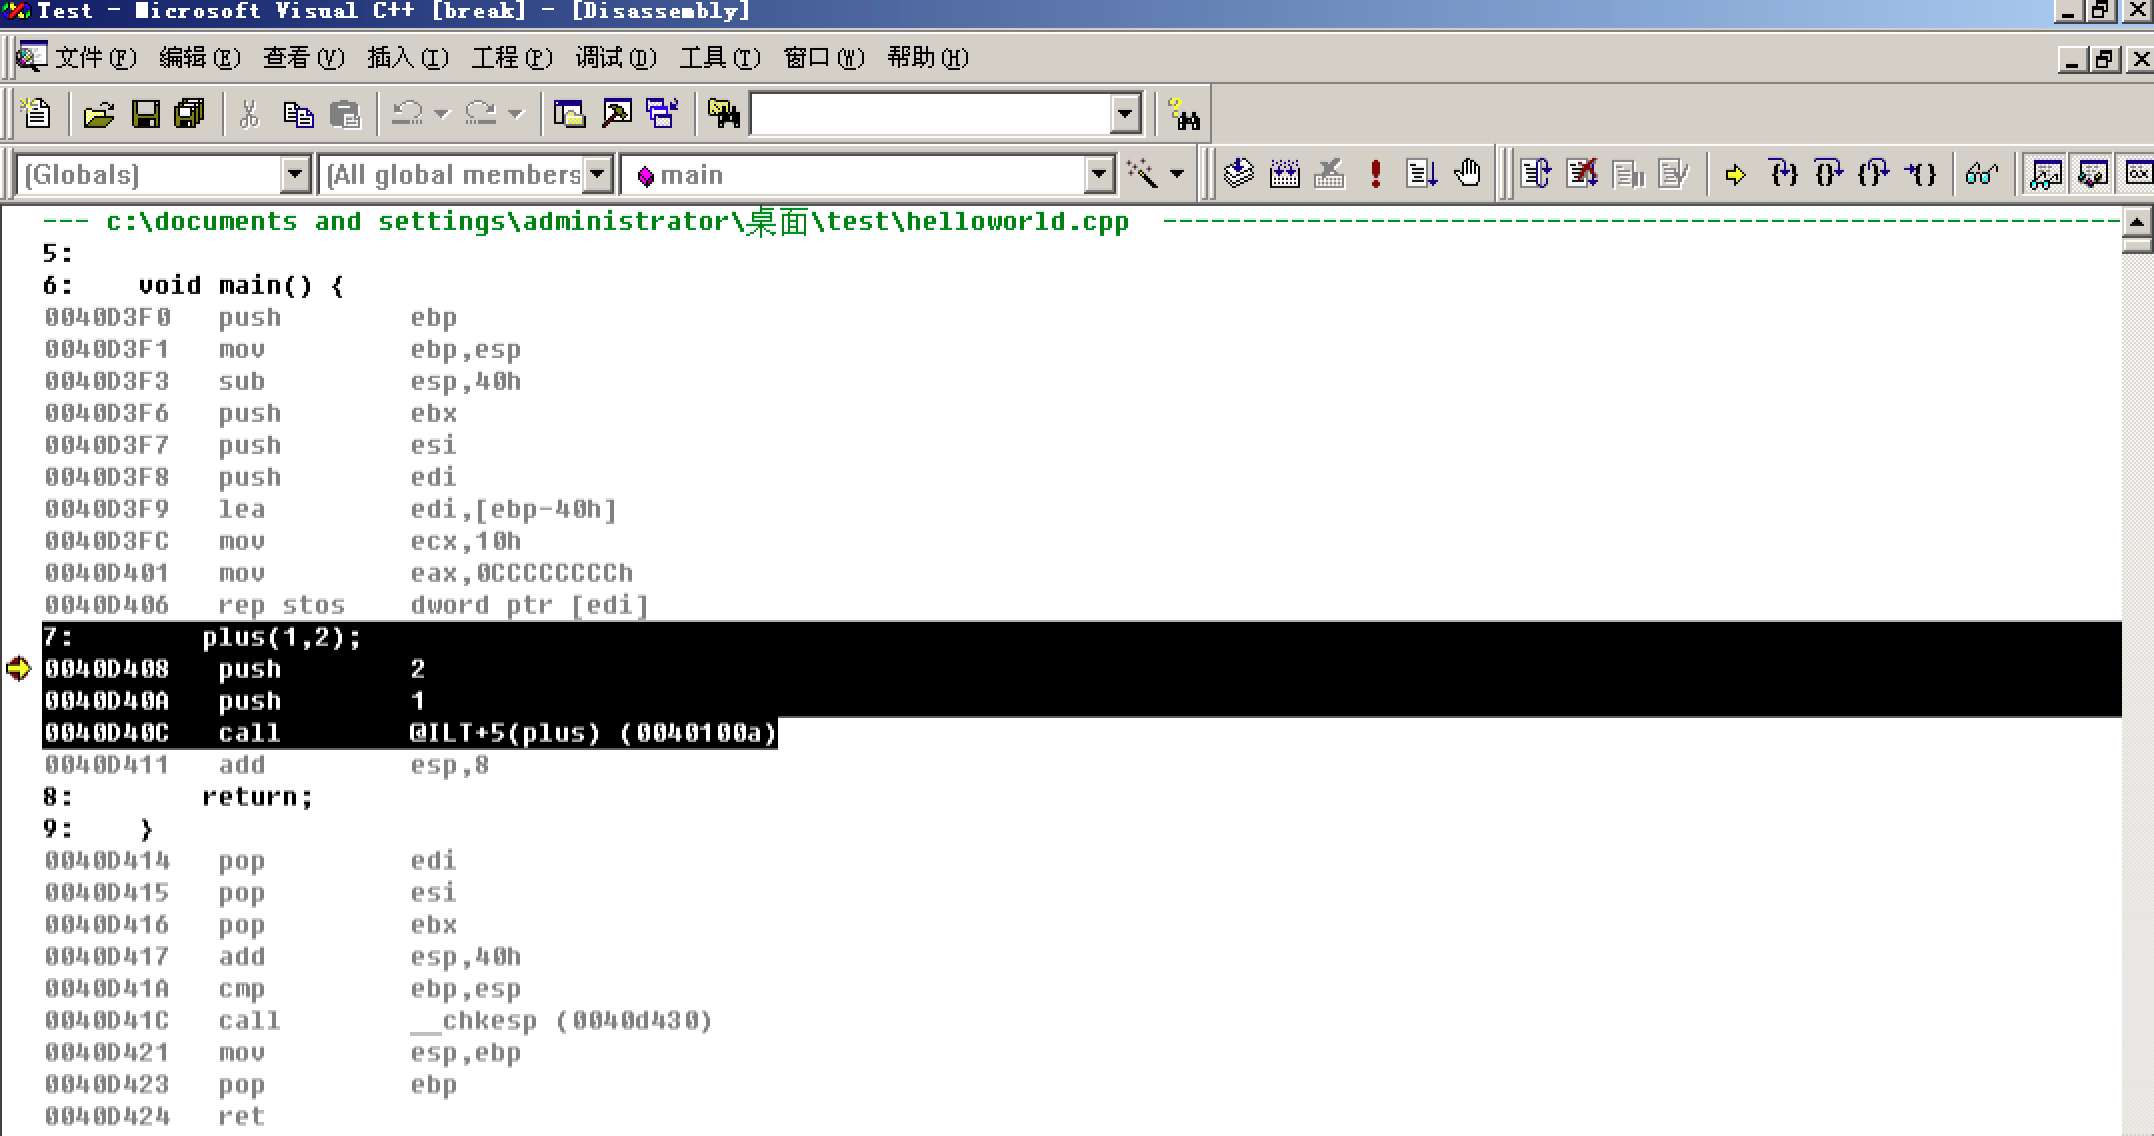 Test - Microsoft Visual C++ [break] - [Disassembly]
文件(F) 编辑(E) 查看(V) 插入(I) 工程(P) 调试(D) 工具(T) 窗口(W) 帮助(H)
(Globals) (All global members main
--- c:\documents and settings\administrator\桌面\test\helloworld.cpp ------------------------------------------------------------
5:
6:    void main() {
0040D3F0   push        ebp
0040D3F1   mov         ebp,esp
0040D3F3   sub         esp,40h
0040D3F6   push        ebx
0040D3F7   push        esi
0040D3F8   push        edi
0040D3F9   lea         edi,[ebp-40h]
0040D3FC   mov         ecx,10h
0040D401   mov         eax,0CCCCCCCCh
0040D406   rep stos    dword ptr [edi]
7:        plus(1,2);
0040D408   push        2
0040D40A   push        1
0040D40C   call        @ILT+5(plus) (0040100a)
0040D411   add         esp,8
8:        return;
9:    }
0040D414   pop         edi
0040D415   pop         esi
0040D416   pop         ebx
0040D417   add         esp,40h
0040D41A   cmp         ebp,esp
0040D41C   call        __chkesp (0040d430)
0040D421   mov         esp,ebp
0040D423   pop         ebp
0040D424   ret